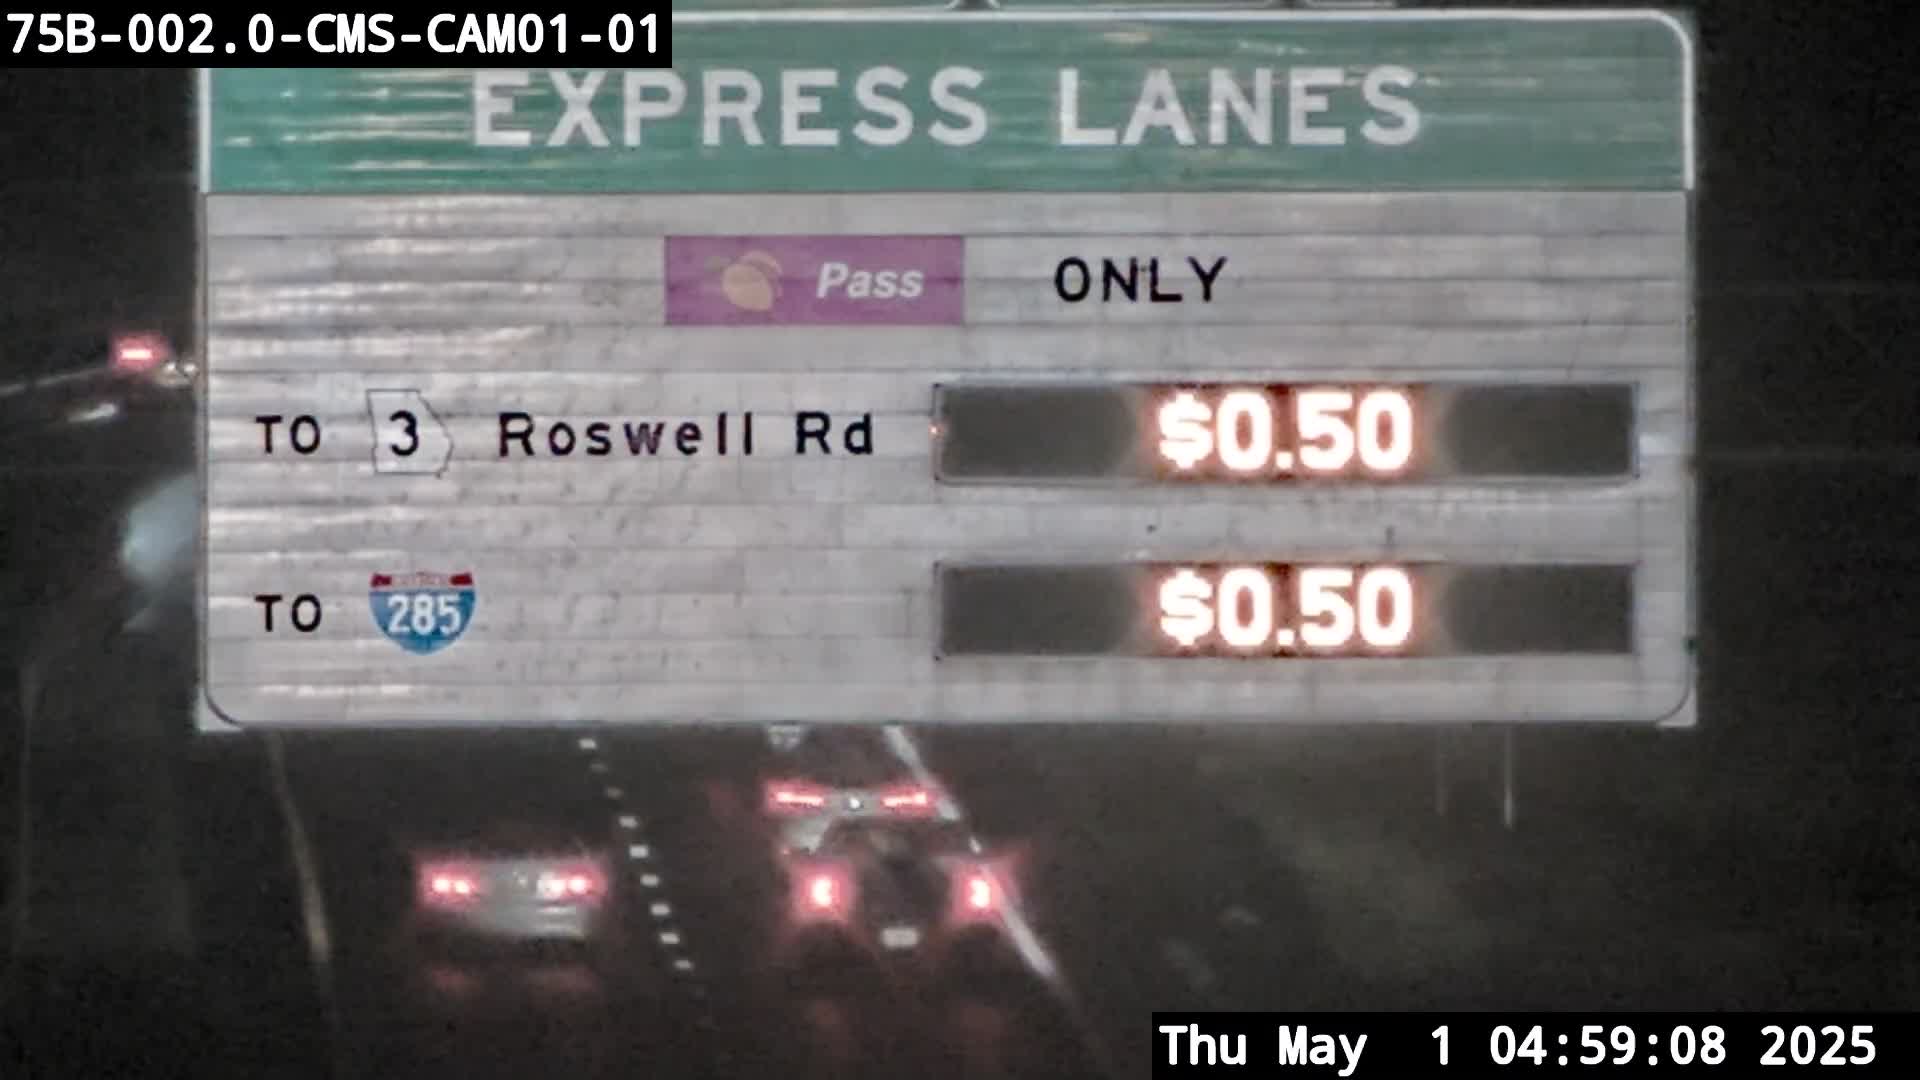 75B-002.0-CMS-CAM01-01
EXPRESS LANES
Pass ONLY
TO 3 Roswell Rd $0.50
TO 285 $0.50
Thu May 1 04:59:08 2025